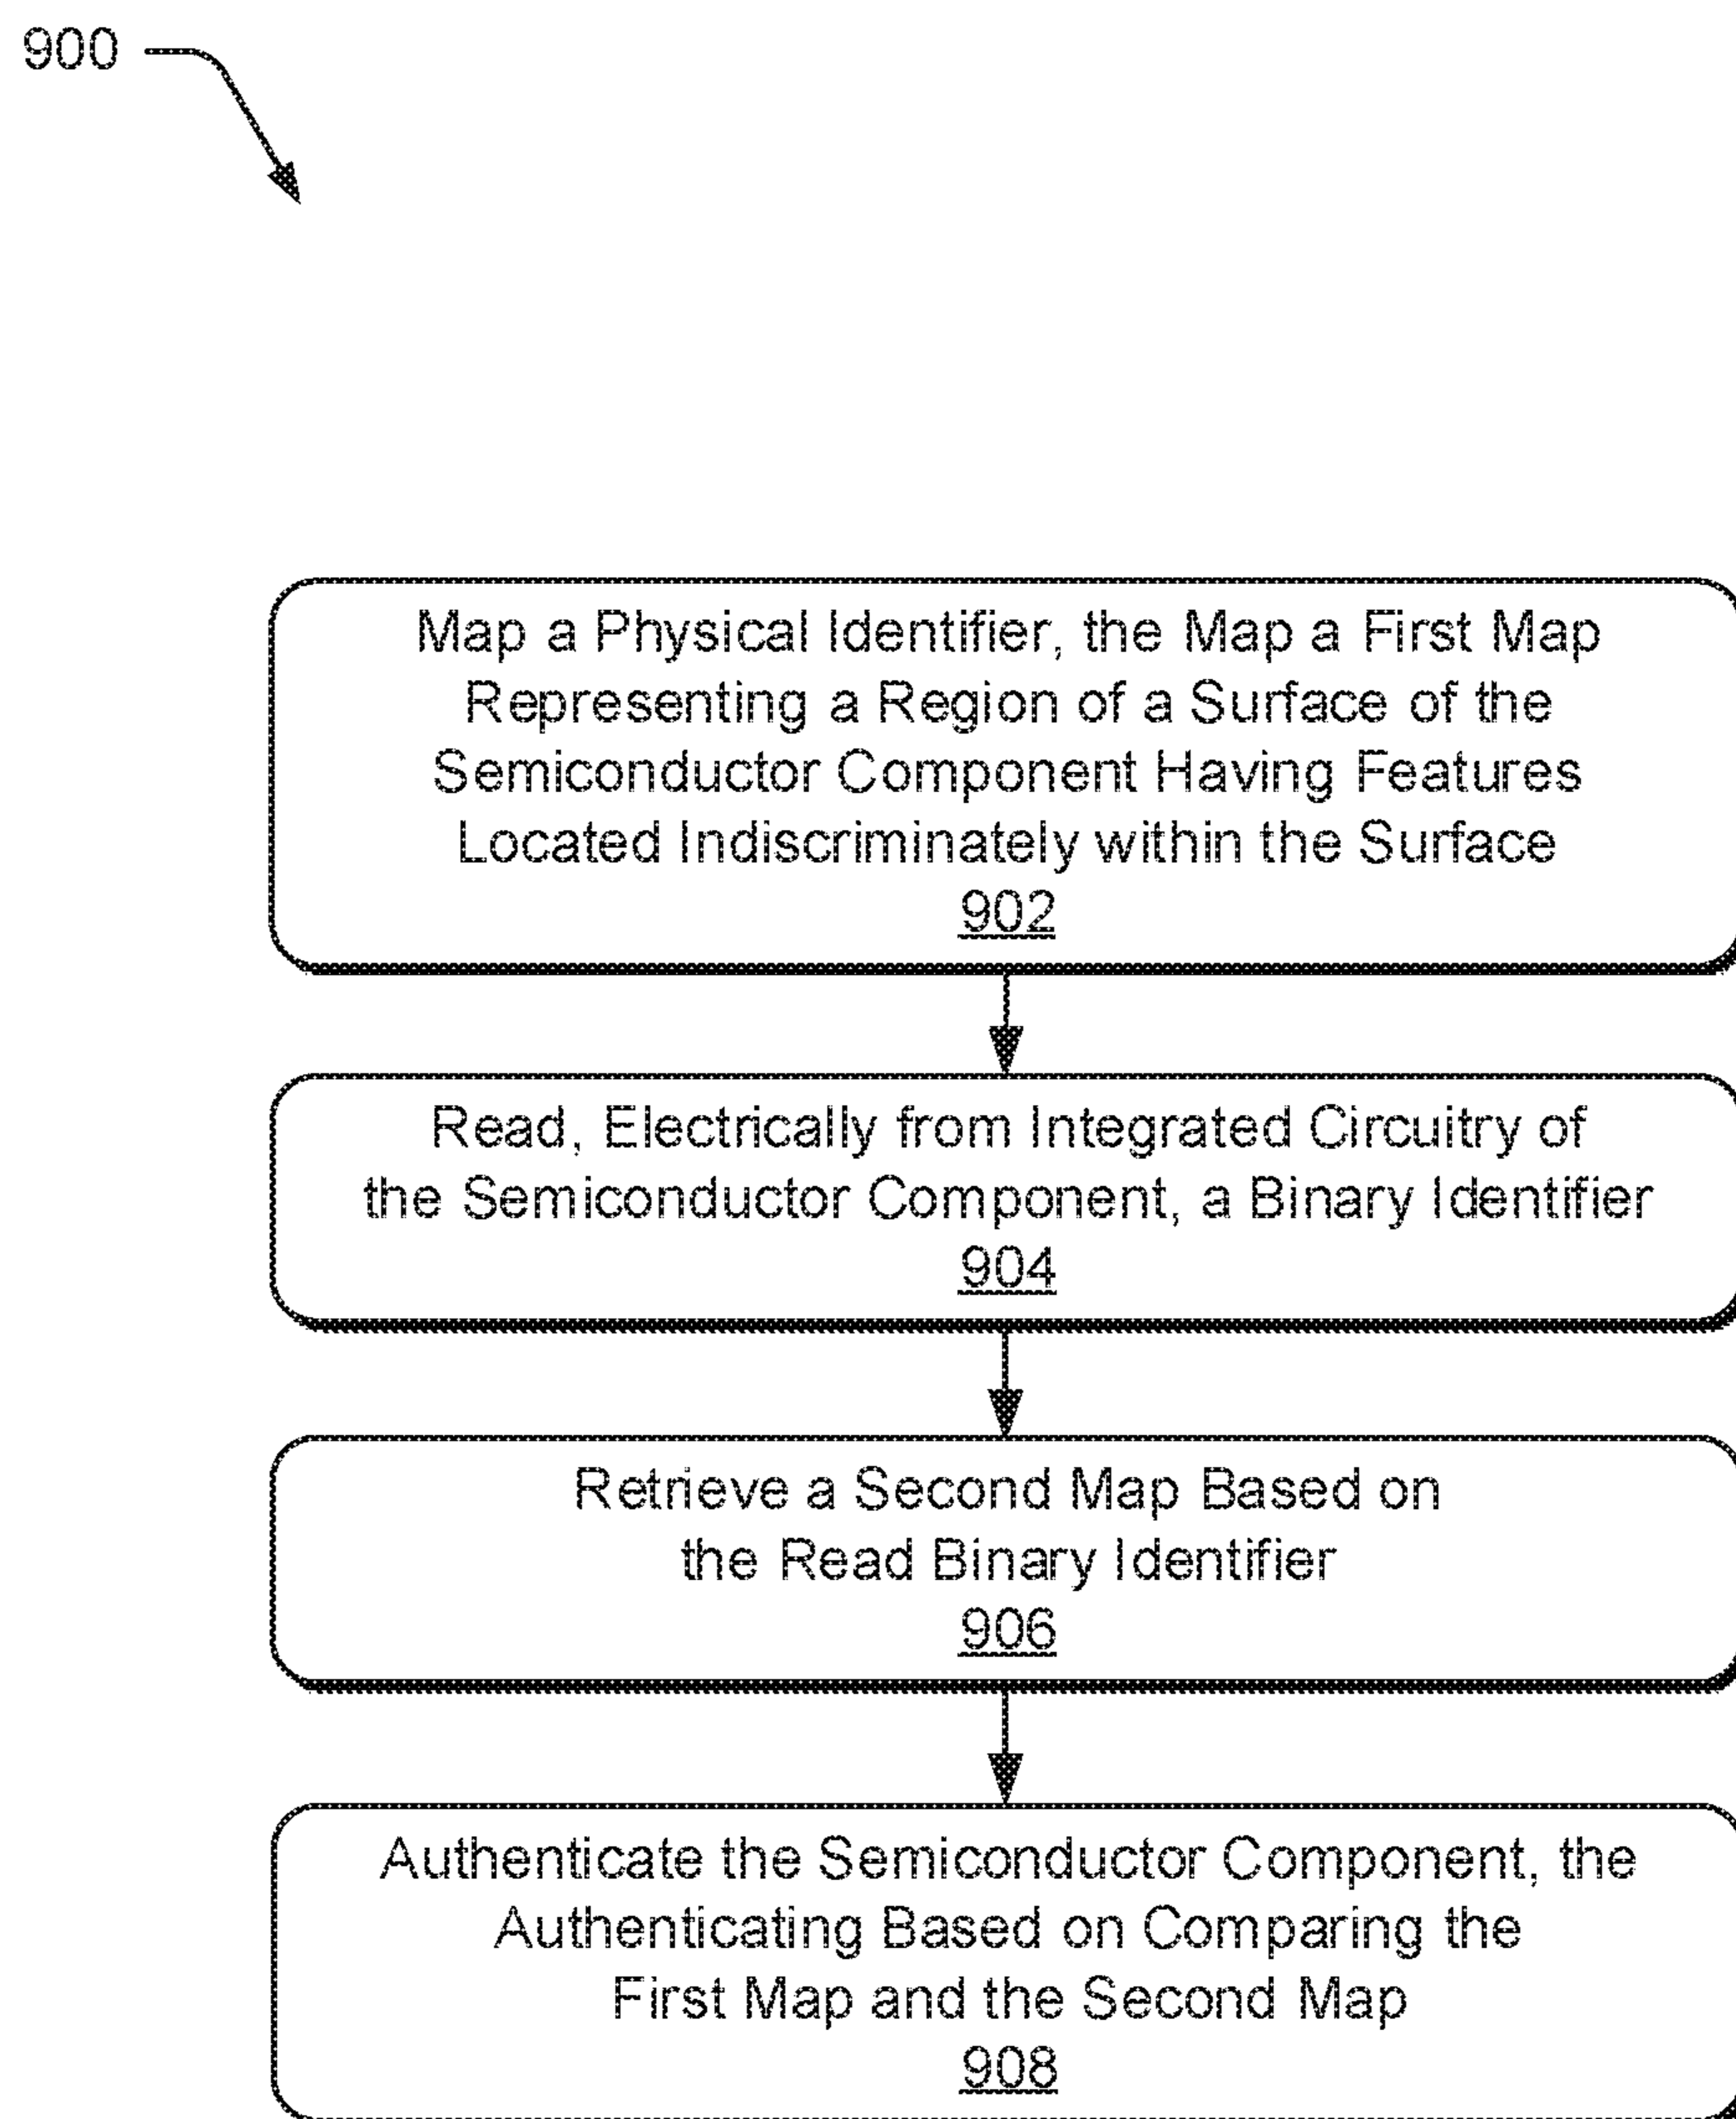 900
Map a Physical Identifier, the Map a First Map
Representing a Region of a Surface of the
Semiconductor Component Having Features
Located Indiscriminately within the Surface
902
Read, Electrically from Integrated Circuitry of
the Semiconductor Component, a Binary Identifier
904
Retrieve a Second Map Based on
the Read Binary Identifier
906
Authenticate the Semiconductor Component, the
Authenticating Based on Comparing the
First Map and the Second Map
908